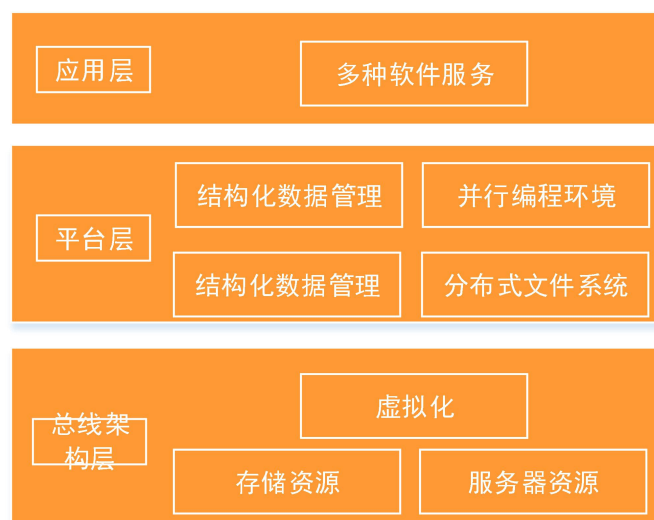 应用层
多种软件服务
结构化数据管理
并行编程环境
平台层
结构化数据管理
分布式文件系统
虚拟化
总线架
构层
存储资源
服务器资源